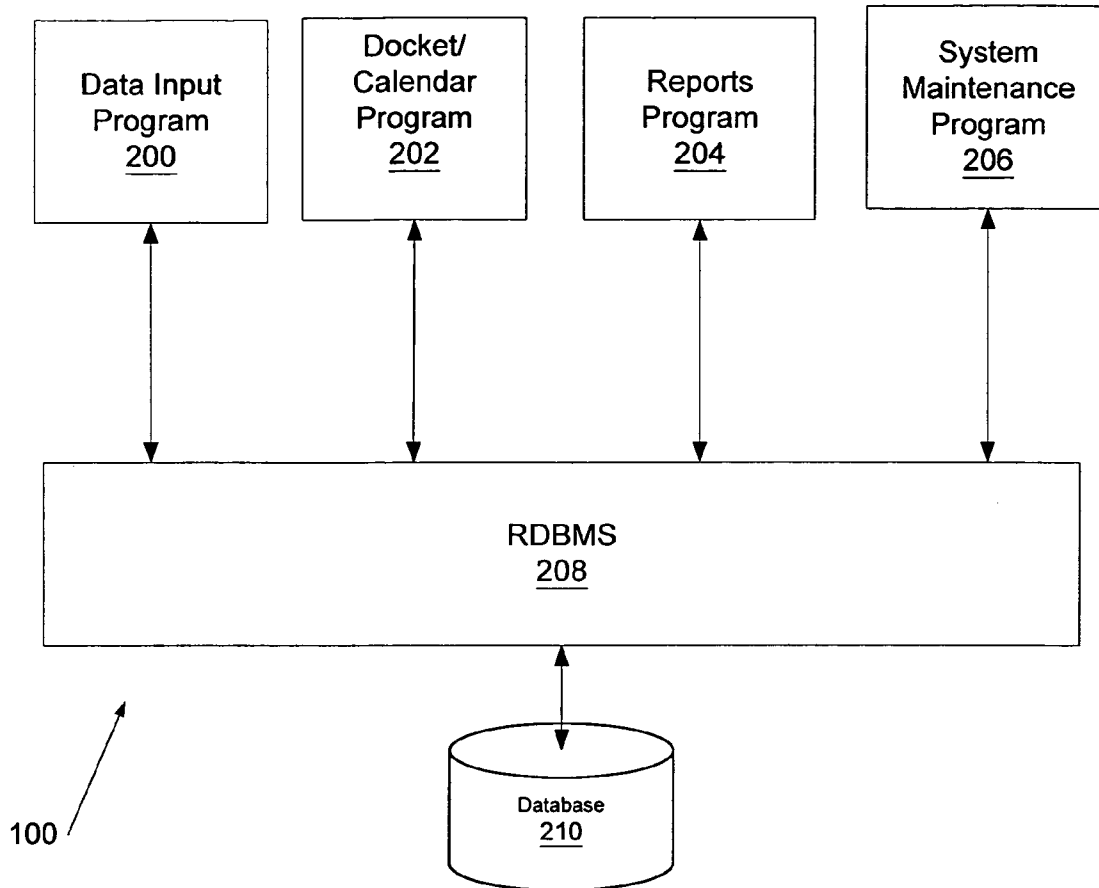 Data Input
Program
200
Docket/
Calendar
Program
202
Reports
Program
204
System
Maintenance
Program
206
RDBMS
208
Database
210
100